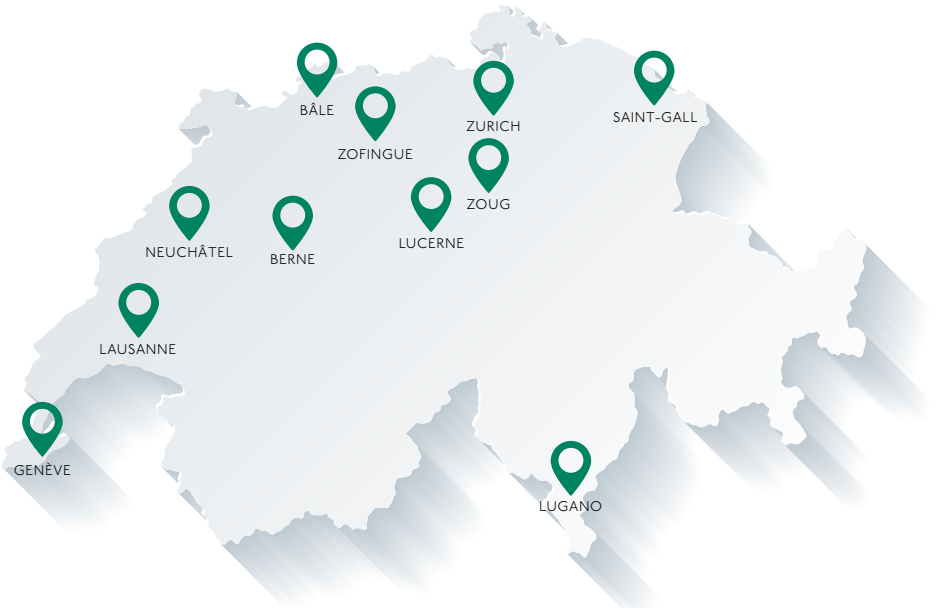 BÂLE
SAINT-GALL
ZURICH
ZOFINGUE
ZOUG
LUCERNE
NEUCHÂTEL
BERNE
LAUSANNE
GENÈVE
LUGANO